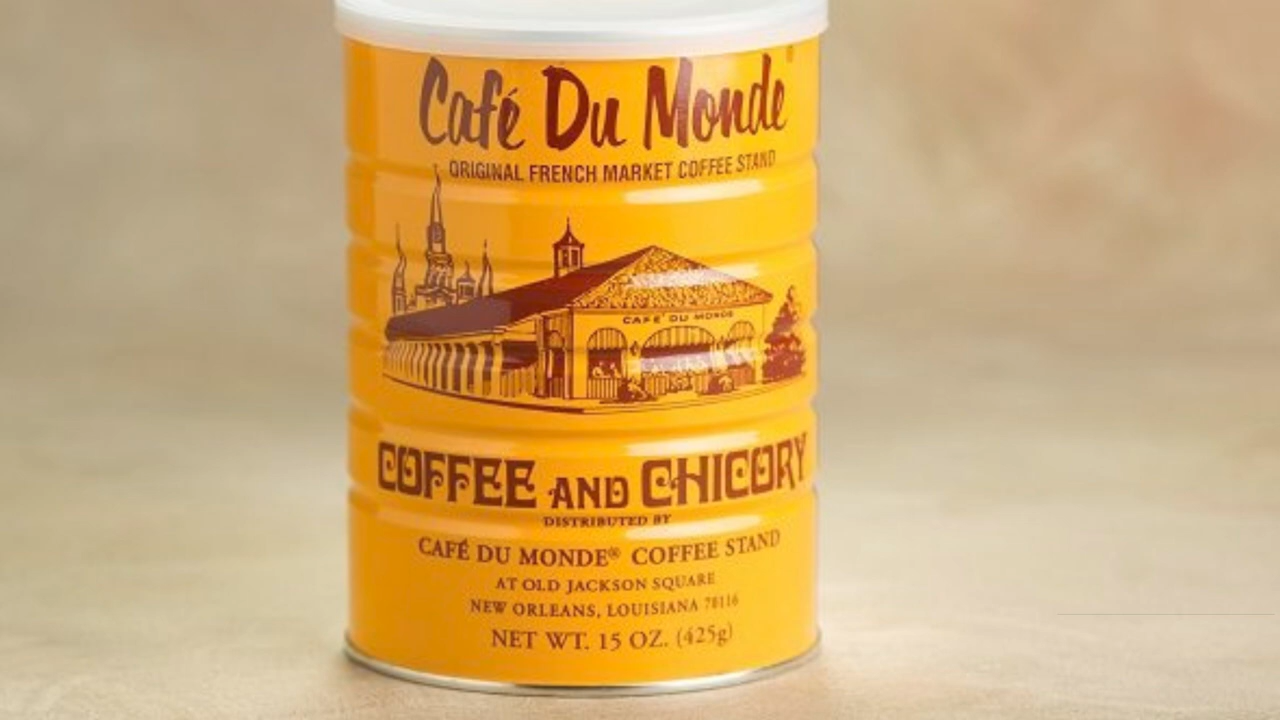 Café Du Monde
ORIGINAL FRENCH MARKET COFFEE STAND
CAFE' DU MONDE
COFFEE AND CHICORY
DISTRIBUTED BY
CAFÉ DU MONDE® COFFEE STAND
AT OLD JACKSON SQUARE
NEW ORLEANS, LOUISIANA 70116
NET WT. 15 OZ. (425g)